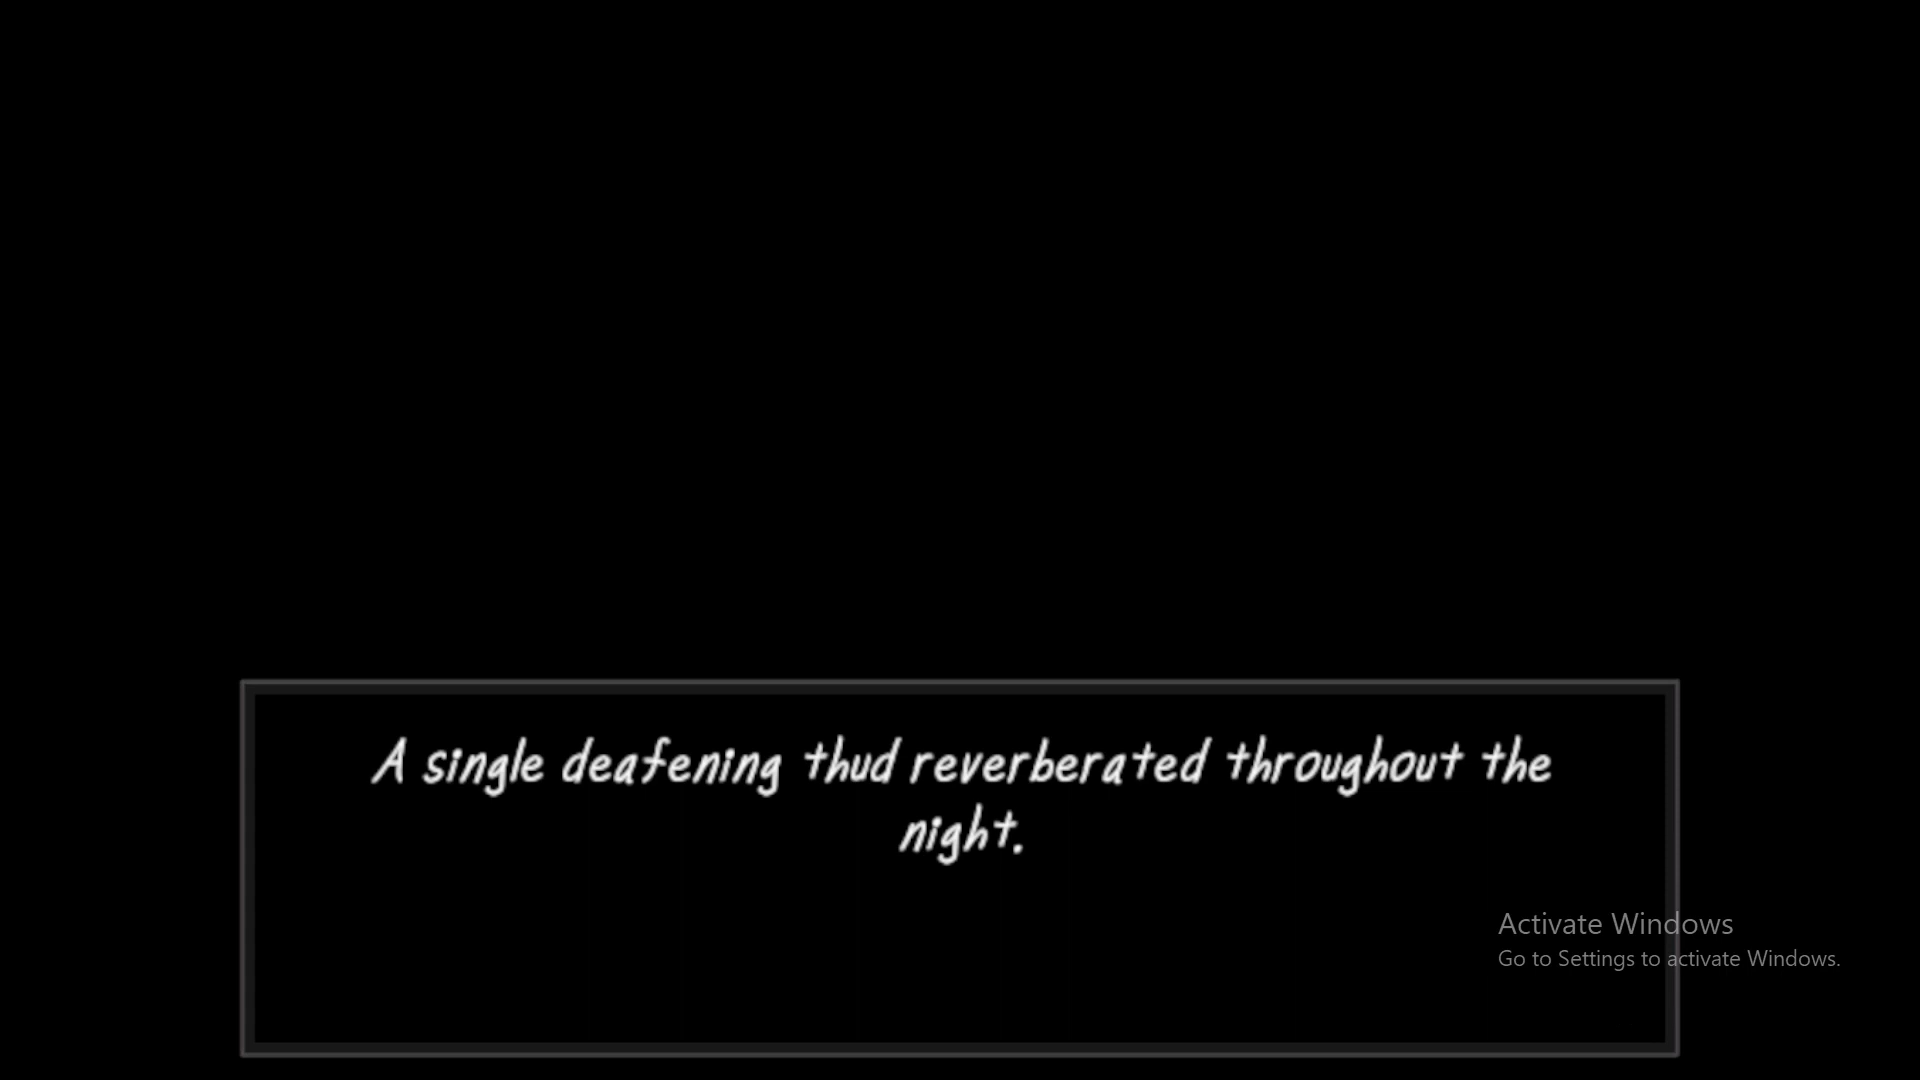 A single deafening thud reverberated throughout the
night.
Activate Windows
Go to Settings to activate Windows.